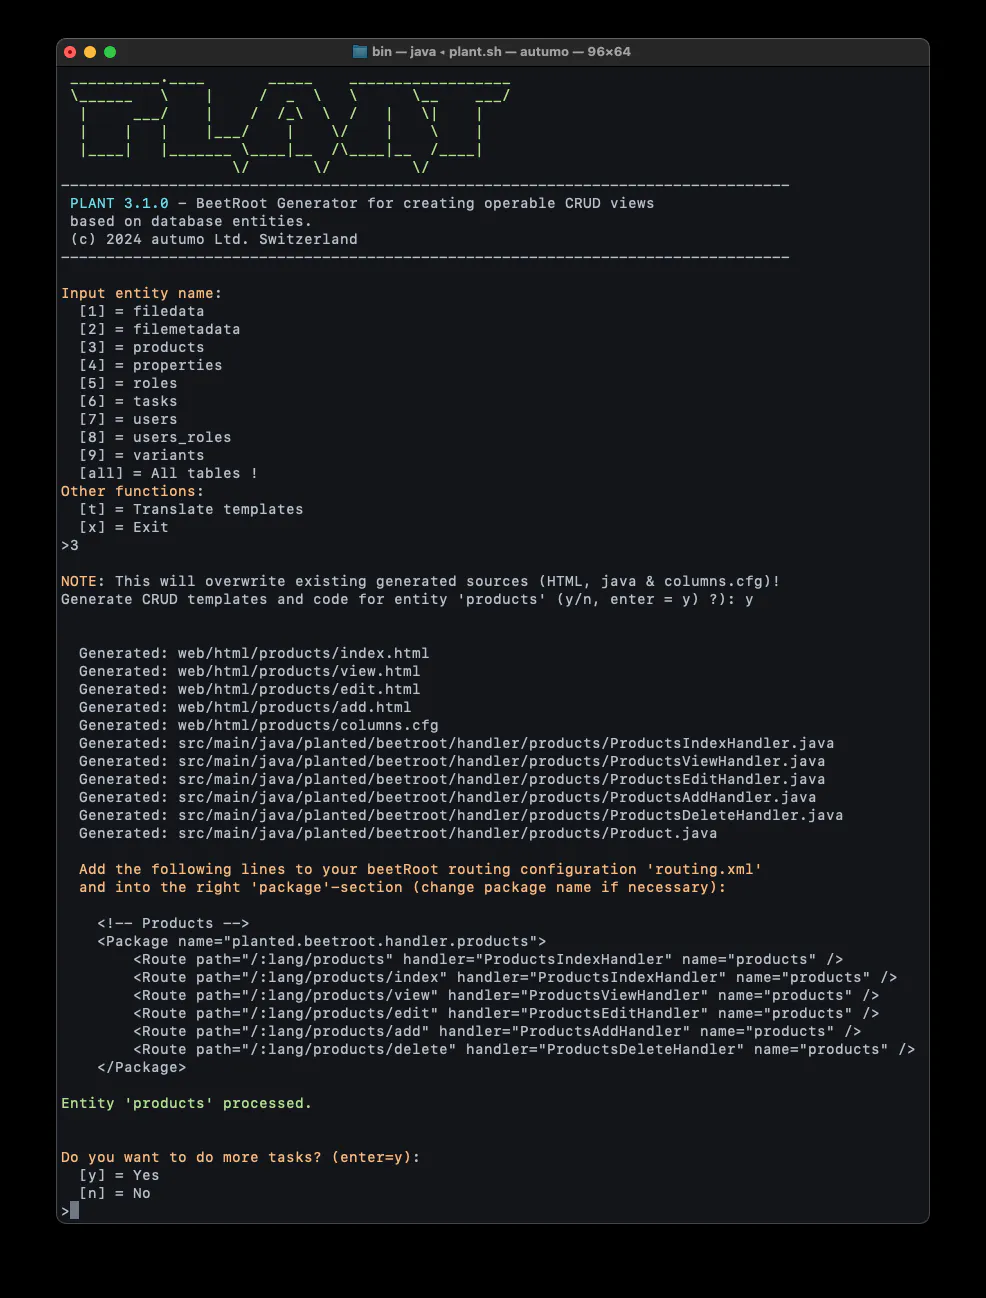 bin — java ◂ plant.sh — autumo — 96×64
PLANT
--------------------------------------------------------------------------------
PLANT 3.1.0 - BeetRoot Generator for creating operable CRUD views
based on database entities.
(c) 2024 autumo Ltd. Switzerland
--------------------------------------------------------------------------------
Input entity name:
[1] = filedata
[2] = filemetadata
[3] = products
[4] = properties
[5] = roles
[6] = tasks
[7] = users
[8] = users_roles
[9] = variants
[all] = All tables !
Other functions:
[t] = Translate templates
[x] = Exit
>3
NOTE: This will overwrite existing generated sources (HTML, java & columns.cfg)!
Generate CRUD templates and code for entity 'products' (y/n, enter = y) ?): y
Generated: web/html/products/index.html
Generated: web/html/products/view.html
Generated: web/html/products/edit.html
Generated: web/html/products/add.html
Generated: web/html/products/columns.cfg
Generated: src/main/java/planted/beetroot/handler/products/ProductsIndexHandler.java
Generated: src/main/java/planted/beetroot/handler/products/ProductsViewHandler.java
Generated: src/main/java/planted/beetroot/handler/products/ProductsEditHandler.java
Generated: src/main/java/planted/beetroot/handler/products/ProductsAddHandler.java
Generated: src/main/java/planted/beetroot/handler/products/ProductsDeleteHandler.java
Generated: src/main/java/planted/beetroot/handler/products/Product.java
Add the following lines to your beetRoot routing configuration 'routing.xml'
and into the right 'package'-section (change package name if necessary):
<!-- Products -->
<Package name="planted.beetroot.handler.products">
<Route path="/:lang/products" handler="ProductsIndexHandler" name="products" />
<Route path="/:lang/products/index" handler="ProductsIndexHandler" name="products" />
<Route path="/:lang/products/view" handler="ProductsViewHandler" name="products" />
<Route path="/:lang/products/edit" handler="ProductsEditHandler" name="products" />
<Route path="/:lang/products/add" handler="ProductsAddHandler" name="products" />
<Route path="/:lang/products/delete" handler="ProductsDeleteHandler" name="products" />
</Package>
Entity 'products' processed.
Do you want to do more tasks? (enter=y):
[y] = Yes
[n] = No
>